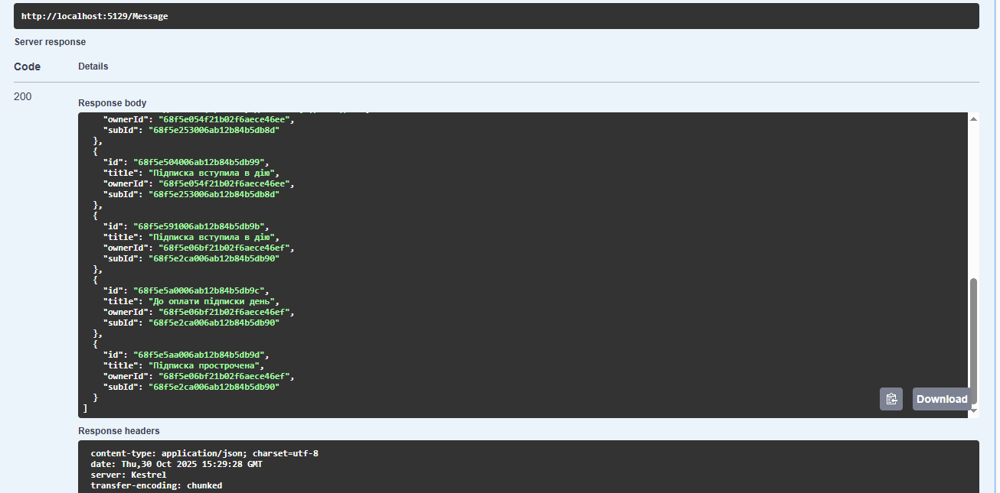 http://localhost:5129/Message
Server response
Code Details
200
Response body
"ownerId": "68f5e054f21b02f6aece46ee",
"subId": "68f5e253006ab12b84b5db8d"
},
{
"id": "68f5e504006ab12b84b5db99",
"title": "Підписка вступила в дію",
"ownerId": "68f5e054f21b02f6aece46ee",
"subId": "68f5e253006ab12b84b5db8d"
},
{
"id": "68f5e591006ab12b84b5db9b",
"title": "Підписка вступила в дію",
"ownerId": "68f5e06bf21b02f6aece46ef",
"subId": "68f5e2ca006ab12b84b5db90"
},
{
"id": "68f5e5a0006ab12b84b5db9c",
"title": "До оплати підписки день",
"ownerId": "68f5e06bf21b02f6aece46ef",
"subId": "68f5e2ca006ab12b84b5db90"
},
{
"id": "68f5e5aa006ab12b84b5db9d",
"title": "Підписка прострочена",
"ownerId": "68f5e06bf21b02f6aece46ef",
"subId": "68f5e2ca006ab12b84b5db90"
}
]
Download
Response headers
content-type: application/json; charset=utf-8
date: Thu,30 Oct 2025 15:29:28 GMT
server: Kestrel
transfer-encoding: chunked